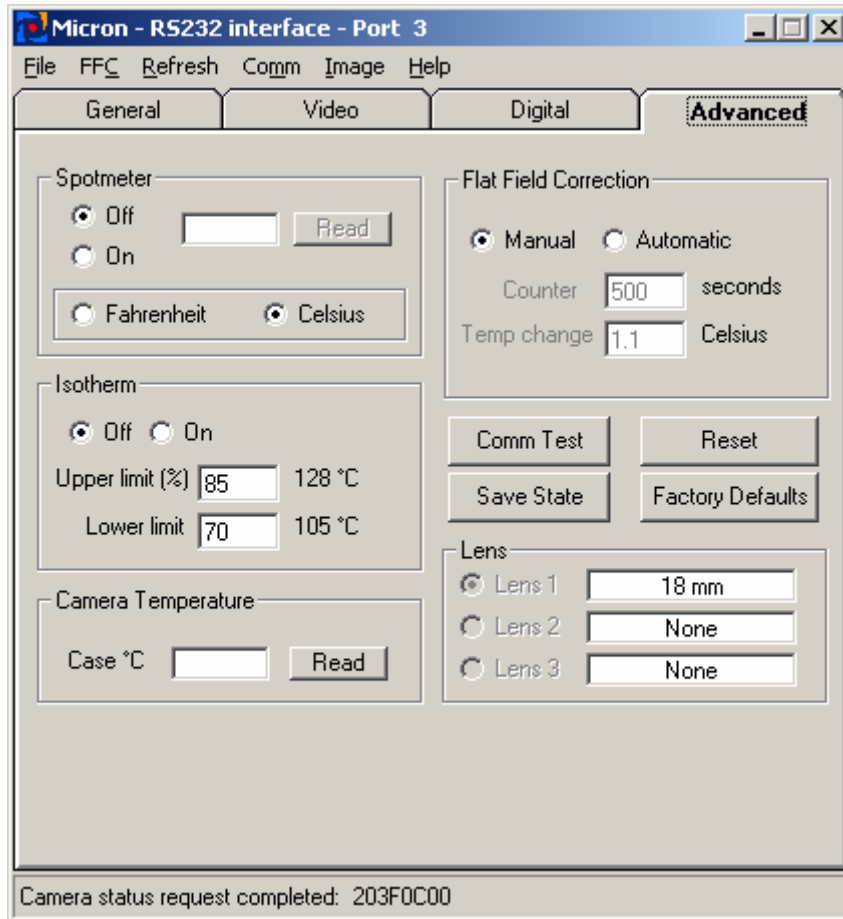 Micron - RS232 interface - Port 3
File FFC Refresh Comm Image Help
General Video Digital Advanced
Spotmeter
Off
Read
On
Fahrenheit Celsius
Isotherm
Off On
Upper limit (%) 85 128 °C
Lower limit 70 105 °C
Camera Temperature
Case °C Read
Flat Field Correction
Manual Automatic
Counter 500 seconds
Temp change 1.1 Celsius
Comm Test Reset
Save State Factory Defaults
Lens
Lens 1 18 mm
Lens 2 None
Lens 3 None
Camera status request completed: 203F0C00